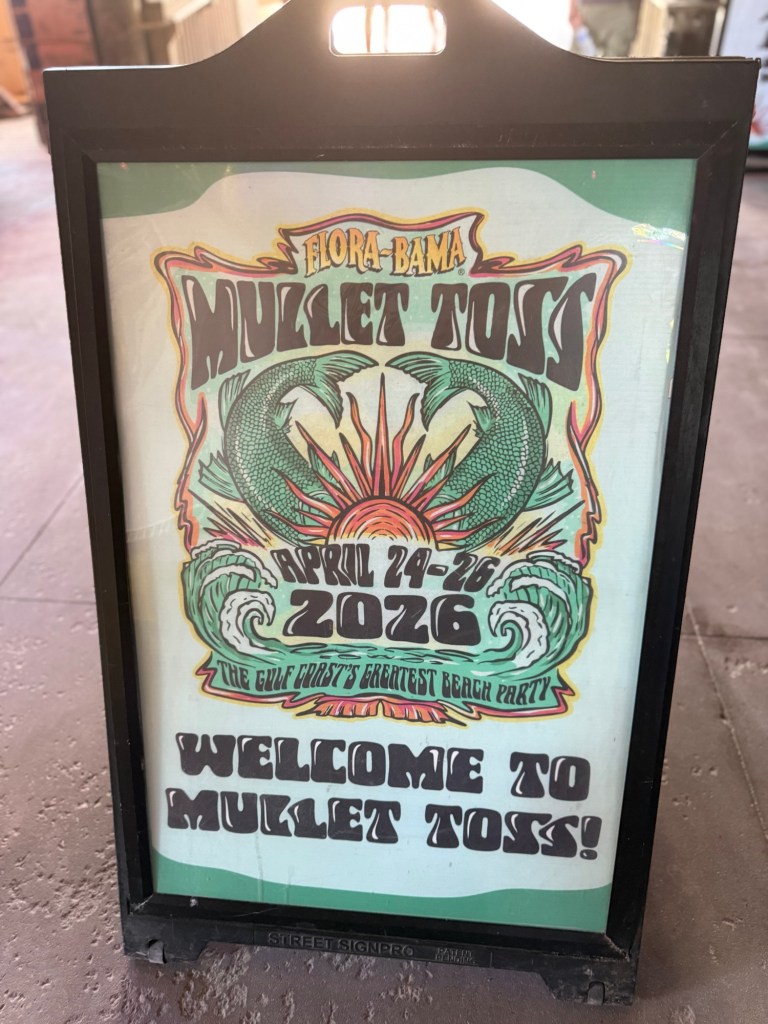 FLORA-BAMA
MULLET TOSS
APRIL 24-26
2026
THE GULF COAST'S GREATEST BEACH PARTY
WELCOME TO
MULLET TOSS!
STREET SIGNPRO